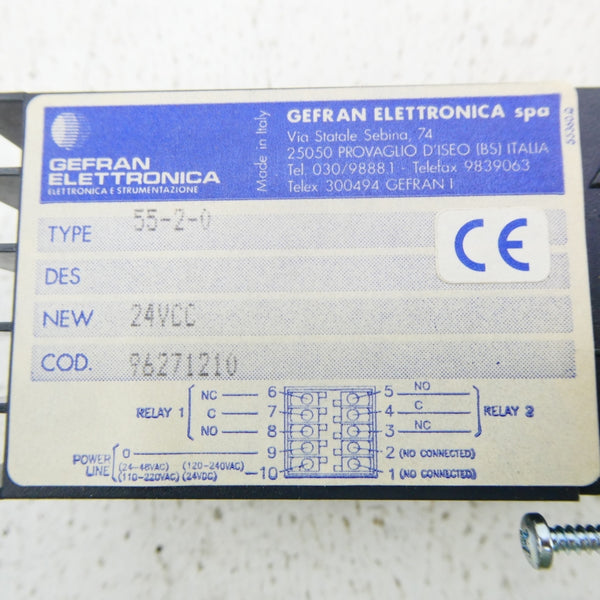 GEFRAN
ELETTRONICA
ELETTRONICA E STRUMENTAZIONE
Made in Italy
GEFRAN ELETTRONICA spa
Via Statale Sebina, 74
25050 PROVAGLIO D'ISEO (BS) ITALIA
Tel. 030/98881 - Telefax 9839063
Telex 300494 GEFRAN I
TYPE 55-2-0
CE
DES
NEW 24VCC
COD. 96271210
RELAY 1
NC 6
C 7
NO 8
5 NO
4 C
3 NC
RELAY 2
POWER LINE
0 9
(24-48VAC) (120-240VAC)
(110-220VAC) (24VDC)
10
2 (NO CONNECTED)
1 (NO CONNECTED)